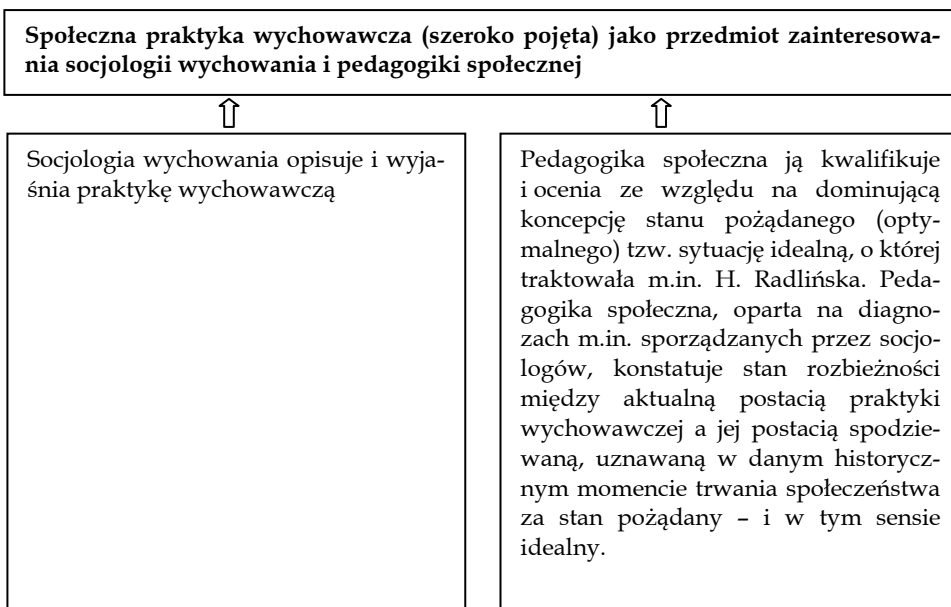 Społeczna praktyka wychowawcza (szeroko pojęta) jako przedmiot zainteresowa-
nia socjologii wychowania i pedagogiki społecznej
Socjologia wychowania opisuje i wyja-
śnia praktykę wychowawczą
Pedagogika społeczna ją kwalifikuje
i ocenia ze względu na dominującą
koncepcję stanu pożądanego (opty-
malnego) tzw. sytuację idealną, o której
traktowała m.in. H. Radlińska. Peda-
gogika społeczna, oparta na diagno-
zach m.in. sporządzanych przez socjo-
logów, konstatuje stan rozbieżności
między aktualną postacią praktyki
wychowawczej a jej postacią spodzie-
waną, uznawaną w danym historycz-
nym momencie trwania społeczeństwa
za stan pożądany – i w tym sensie
idealny.